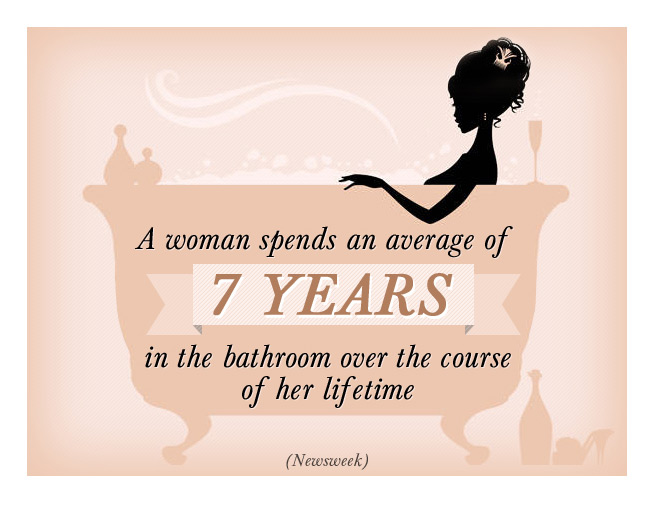 A woman spends an average of
7 YEARS
in the bathroom over the course
of her lifetime
(Newsweek)